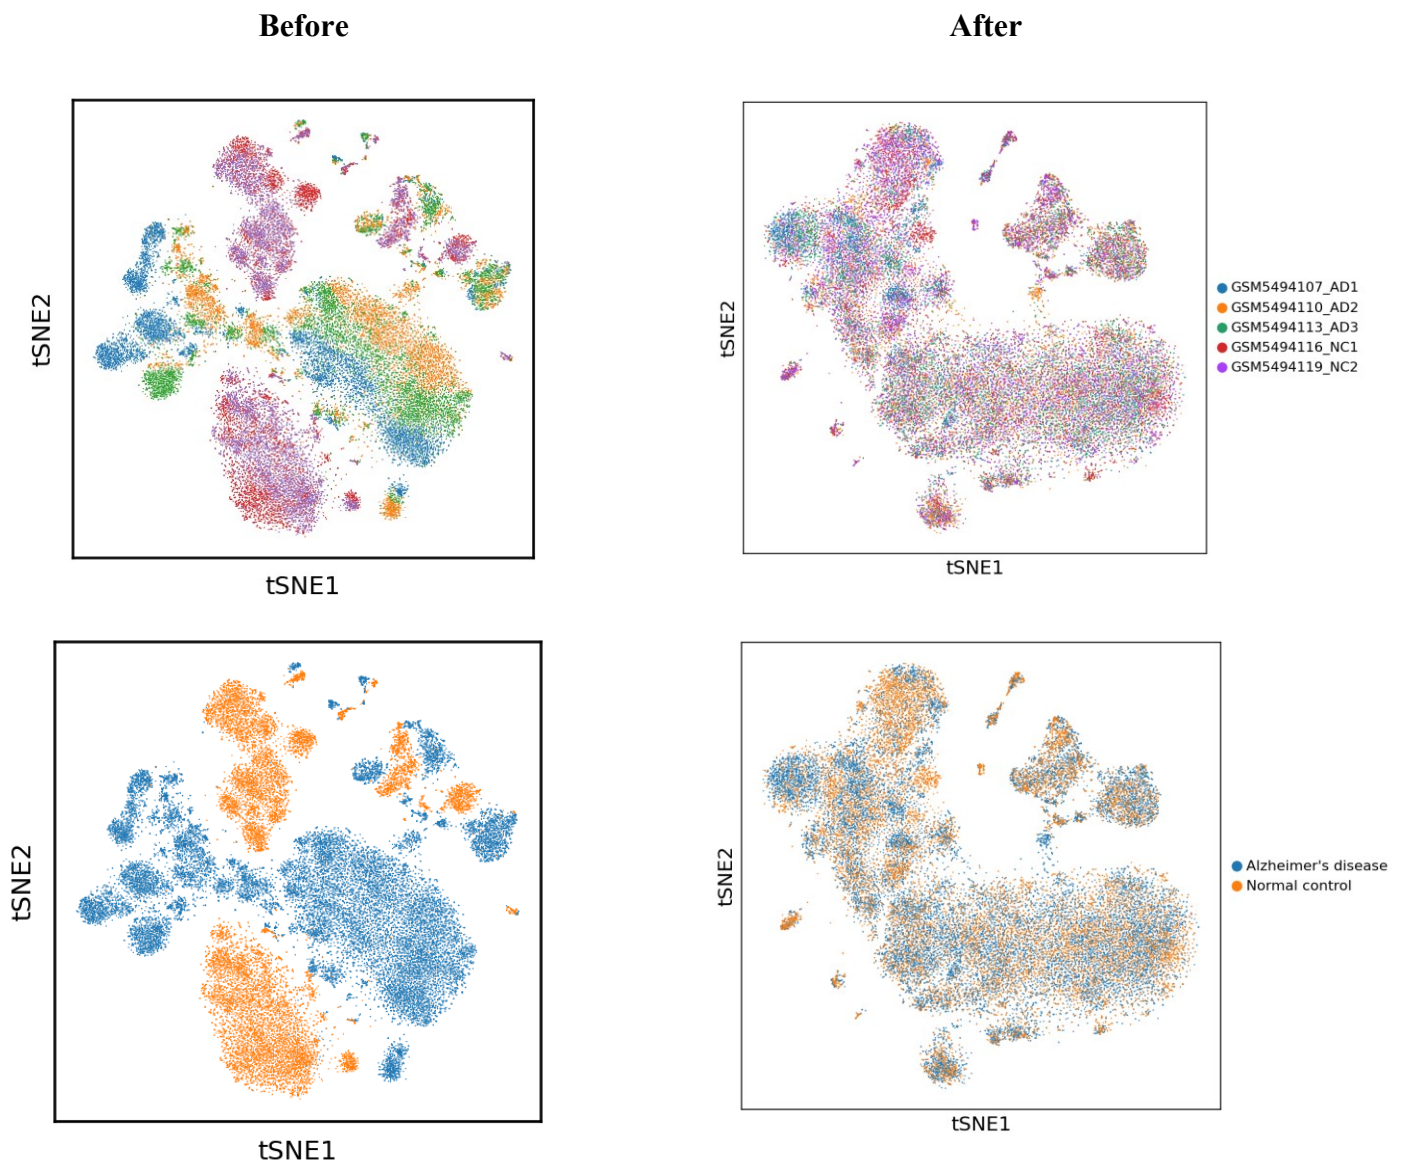 Before
After
tSNE2
tSNE1
tSNE2
tSNE1
GSM5494107_AD1
GSM5494110_AD2
GSM5494113_AD3
GSM5494116_NC1
GSM5494119_NC2
tSNE2
tSNE1
tSNE2
tSNE1
Alzheimer's disease
Normal control